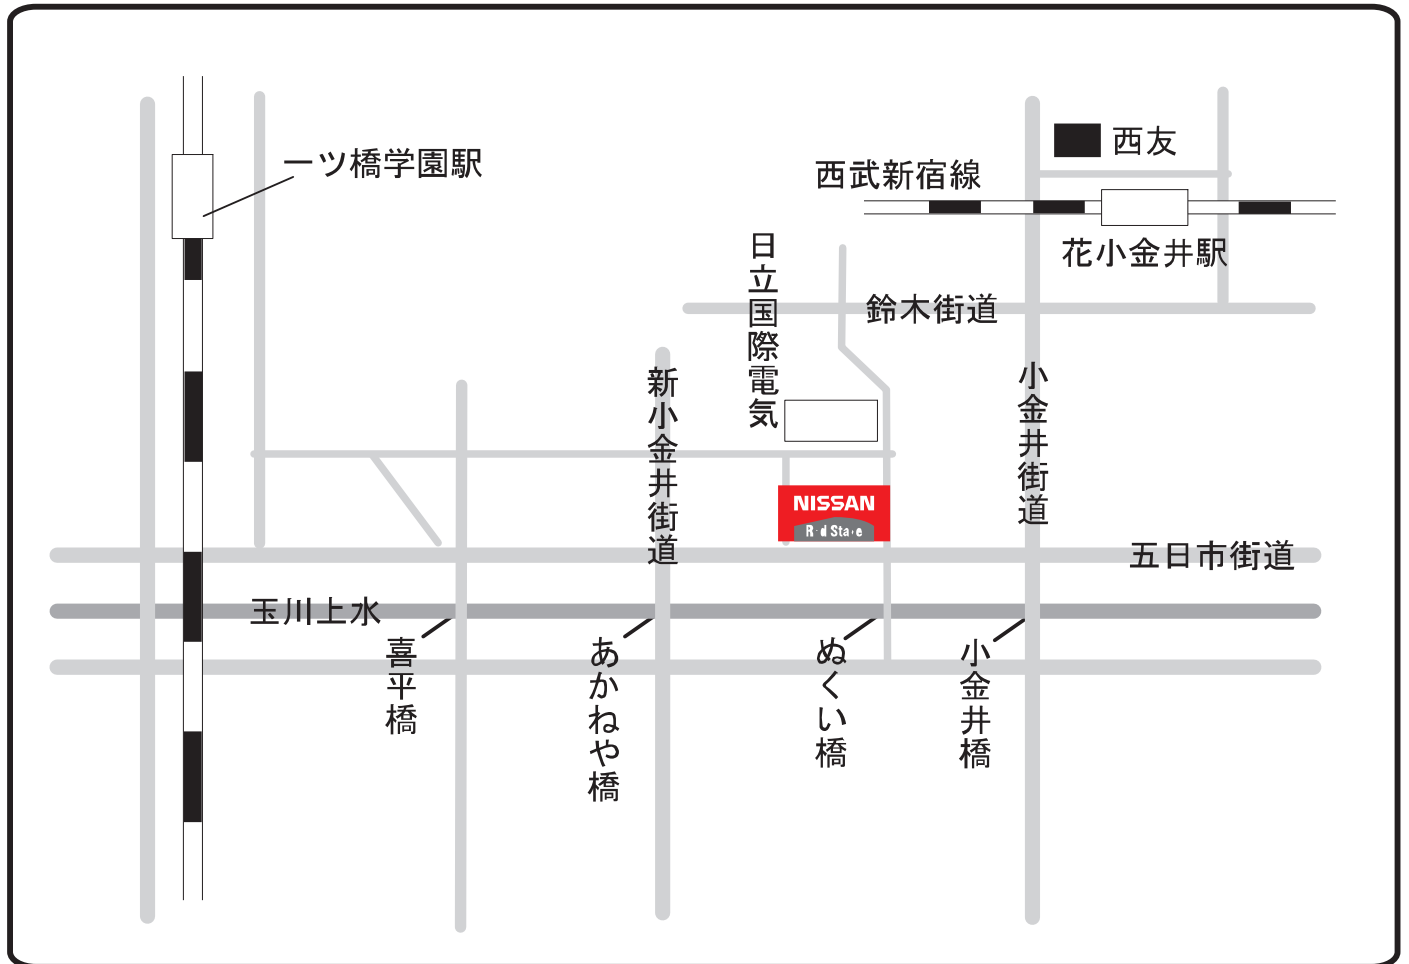 一ツ橋学園駅
西友
西武新宿線
花小金井駅
日立国際電気
鈴木街道
新小金井街道
小金井街道
NISSAN
五日市街道
玉川上水
喜平橋
あかねや橋
ぬくい橋
小金井橋